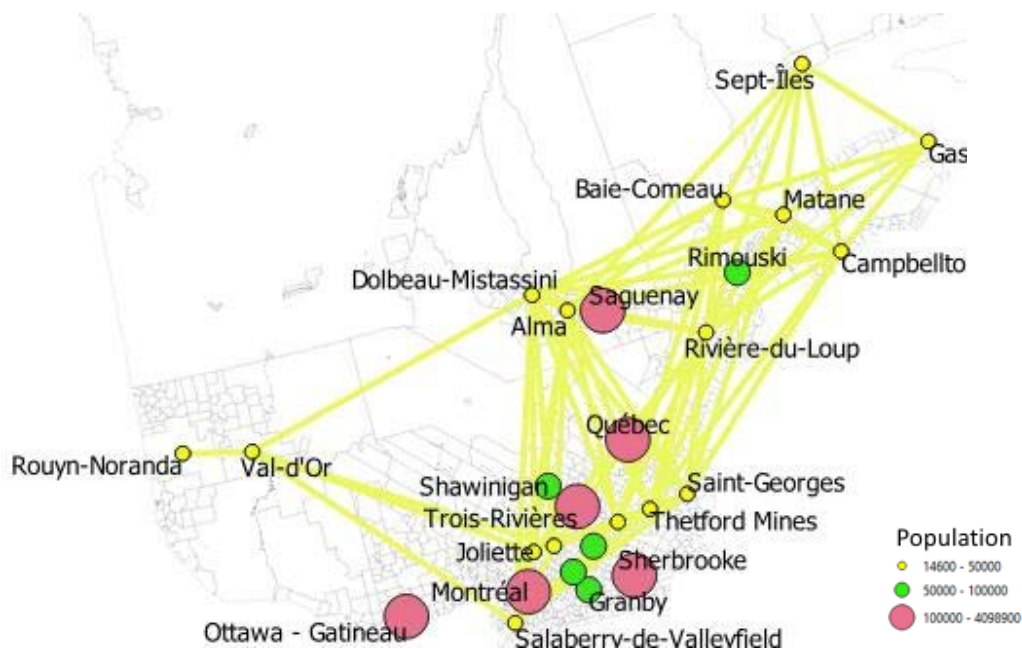 Sept-Îles
Gas
Baie-Comeau
Matane
Rimouski
Campbellto
Dolbeau-Mistassini
Saguenay
Alma
Rivière-du-Loup
Québec
Rouyn-Noranda
Val-d'Or
Shawinigan
Saint-Georges
Trois-Rivières
Thetford Mines
Joliette
Sherbrooke
Montréal
Granby
Ottawa - Gatineau
Salaberry-de-Valleyfield
Population
14600 - 50000
50000 - 100000
100000 - 4098900